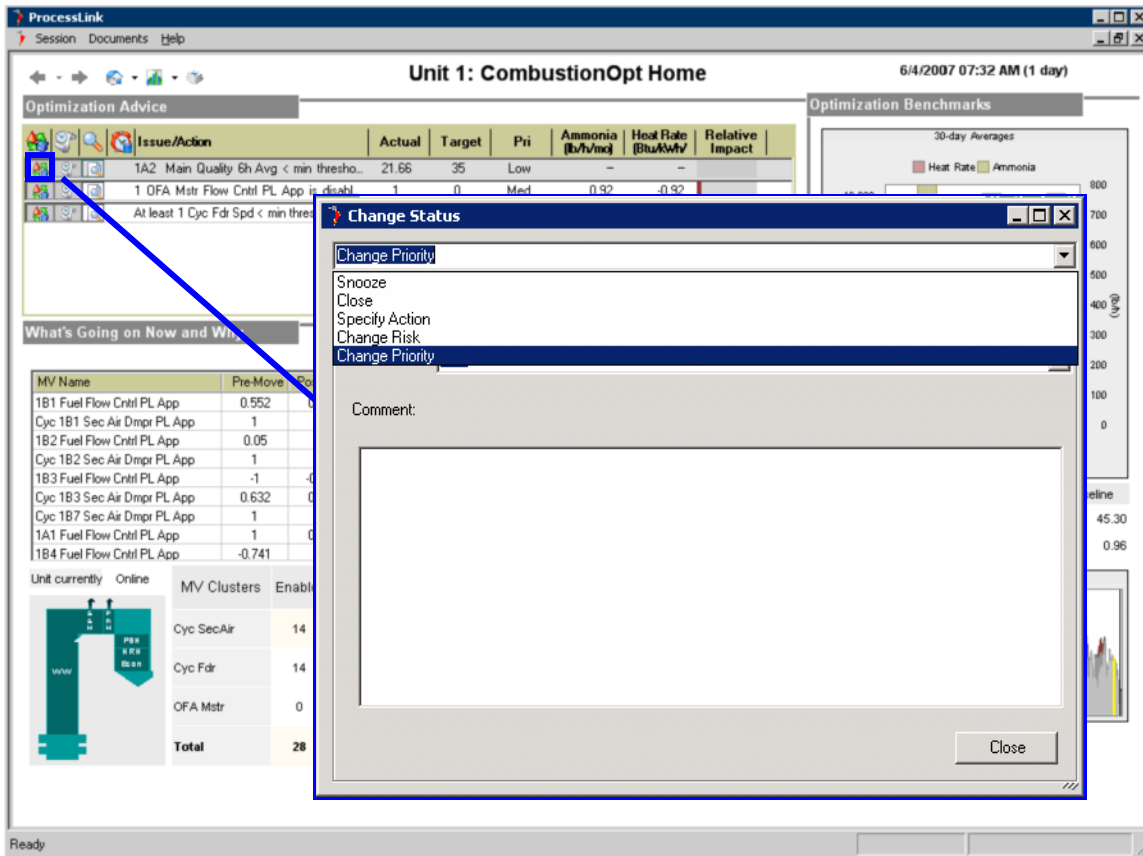 ProcessLink
Session Documents Help
Unit 1: CombustionOpt Home
6/4/2007 07:32 AM (1 day)
Optimization Advice
Optimization Benchmarks
Issue/Action Actual Target Pri Ammonia (lb/h/mo) Heat Rate (Btu/kWh/ Relative Impact
1A2 Main Quality 6h Avg < min thresho... 21.66 35 Low – –
1 OFA Mstr Flow Cntrl PL App is disabl... 1 0 Med 0.92 -0.92
At least 1 Cyc Fdr Spd < min thres
30-day Averages
Heat Rate Ammonia
800
700
600
500
400
300
200
100
0
(lb/h)
Change Status
Change Priority
Snooze
Close
Specify Action
Change Risk
Change Priority
Comment:
Close
What's Going on Now and Why
MV Name Pre-Move Po
1B1 Fuel Flow Cntrl PL App 0.552
Cyc 1B1 Sec Air Dmpr PL App 1
1B2 Fuel Flow Cntrl PL App 0.05
Cyc 1B2 Sec Air Dmpr PL App 1
1B3 Fuel Flow Cntrl PL App -1
Cyc 1B3 Sec Air Dmpr PL App 0.632
Cyc 1B7 Sec Air Dmpr PL App 1
1A1 Fuel Flow Cntrl PL App 1
1B4 Fuel Flow Cntrl PL App -0.741
eline
45.30
0.96
Unit currently Online
MV Clusters Enabl
Cyc SecAir 14
Cyc Fdr 14
OFA Mstr 0
Total 28
WW
Ready